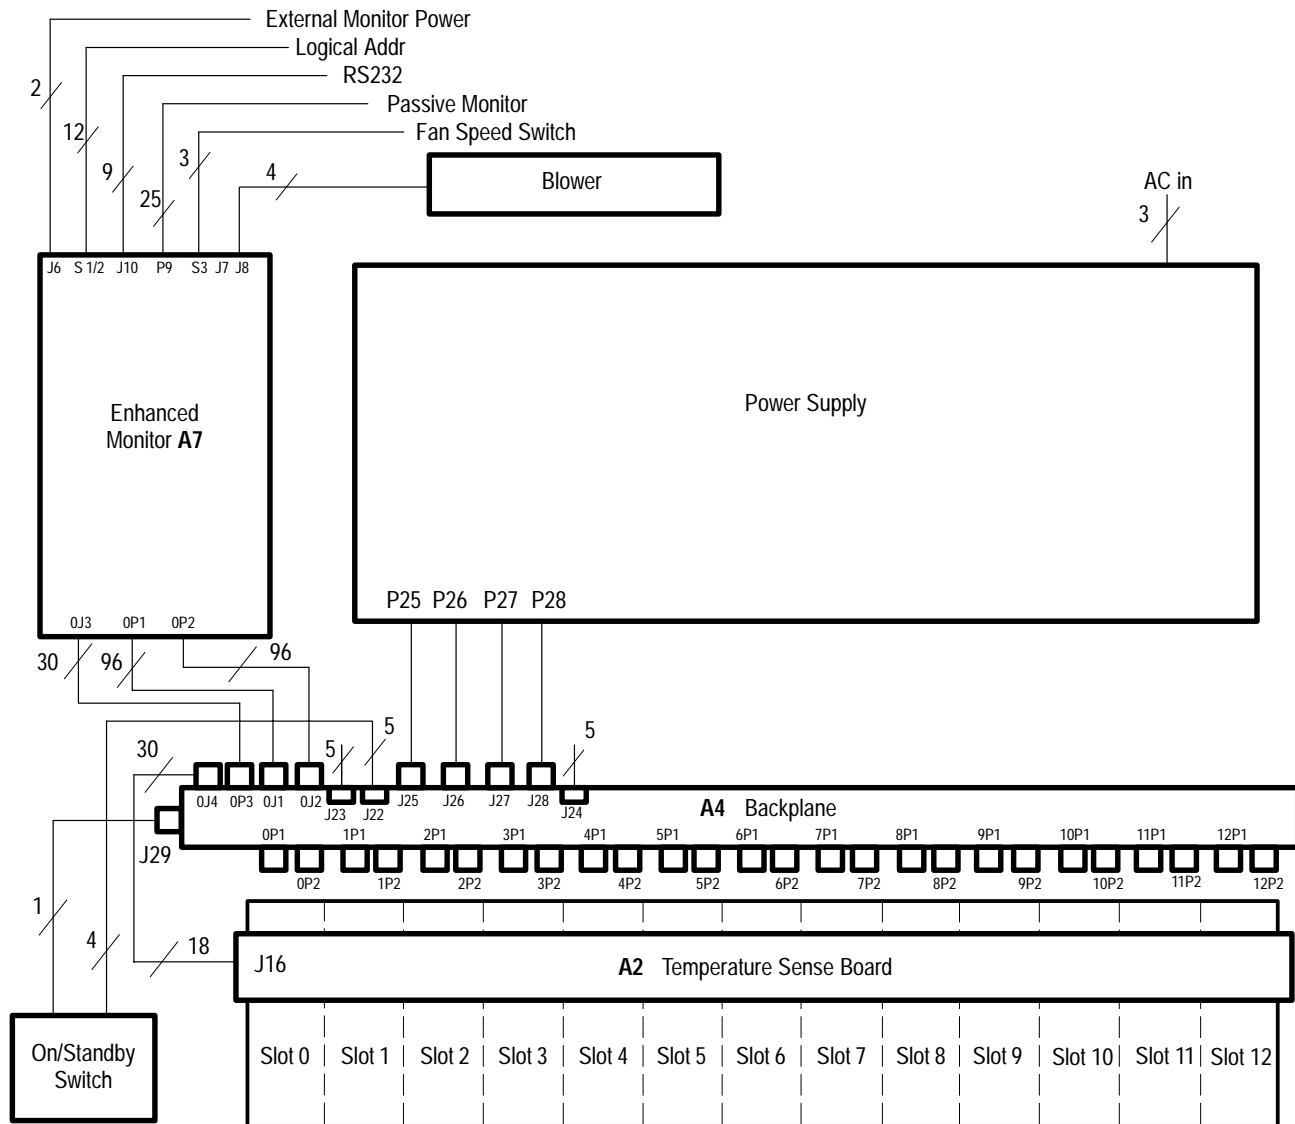 External Monitor Power
Logical Addr
RS232
Passive Monitor
Fan Speed Switch
2
12
9
25
3
4
Blower
AC in
3
J6 S 1/2 J10 P9 S3 J7 J8
Enhanced
Monitor A7
Power Supply
P25 P26 P27 P28
0J3 0P1 0P2
30 96 96
30 5 5 5
0J4 0P3 0J1 0J2 J23 J22 J25 J26 J27 J28 J24
A4 Backplane
J29
0P1 1P1 2P1 3P1 4P1 5P1 6P1 7P1 8P1 9P1 10P1 11P1 12P1
0P2 1P2 2P2 3P2 4P2 5P2 6P2 7P2 8P2 9P2 10P2 11P2 12P2
1
4
18
J16 A2 Temperature Sense Board
On/Standby
Switch
Slot 0 Slot 1 Slot 2 Slot 3 Slot 4 Slot 5 Slot 6 Slot 7 Slot 8 Slot 9 Slot 10 Slot 11 Slot 12